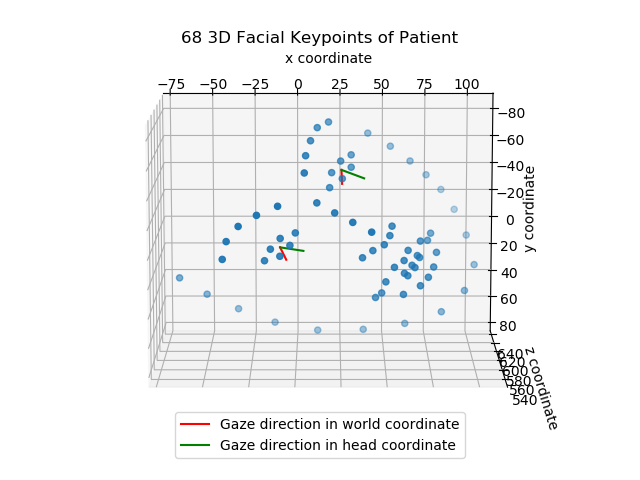 68 3D Facial Keypoints of Patient
x coordinate
−75 −50 −25 0 25 50 75 100
−80
−60
−40
−20
0
20
40
60
80
y coordinate
640
620
600
580
560
540
z coordinate
Gaze direction in world coordinate
Gaze direction in head coordinate